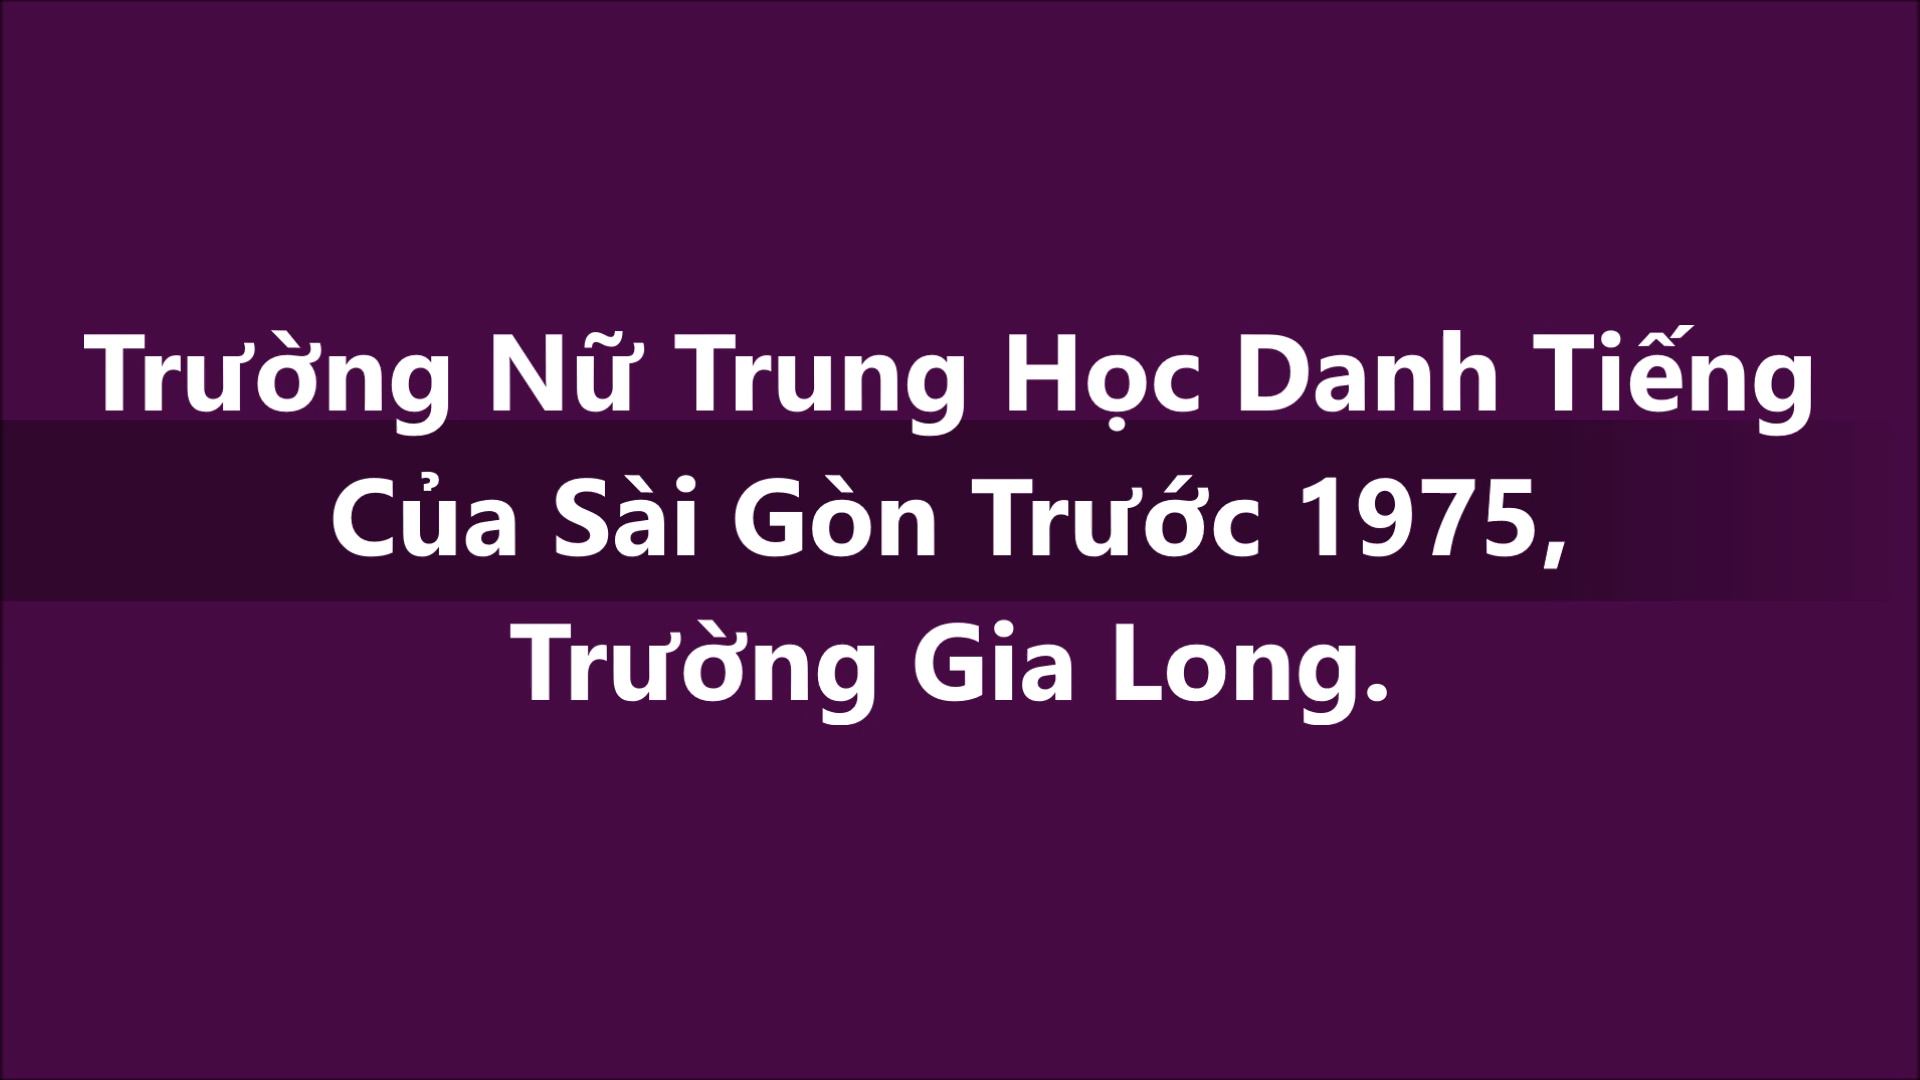 Trường Nữ Trung Học Danh Tiếng
Của Sài Gòn Trước 1975,
Trường Gia Long.